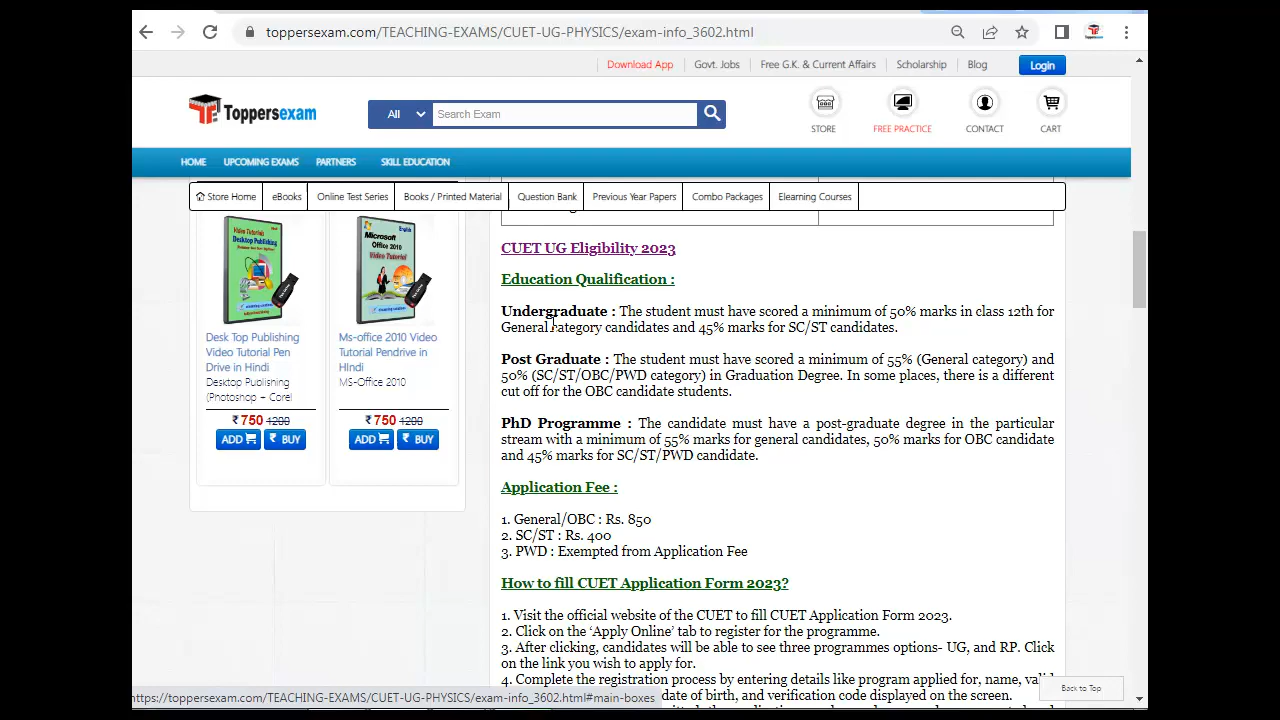 toppersexam.com/TEACHING-EXAMS/CUET-UG-PHYSICS/exam-info_3602.html
Download App Govt. Jobs Free G.K. & Current Affairs Scholarship Blog Login
Toppersexam All Search Exam
STORE FREE PRACTICE CONTACT CART
HOME UPCOMING EXAMS PARTNERS SKILL EDUCATION
Store Home eBooks Online Test Series Books / Printed Material Question Bank Previous Year Papers Combo Packages Elearning Courses
Video Tutorials
Desktop Publishing
Microsoft
Office 2010
Video Tutorial
English
Desk Top Publishing
Video Tutorial Pen
Drive in Hindi
Desktop Publishing
(Photoshop + Corel
₹ 750 1200
ADD ₹ BUY
Ms-office 2010 Video
Tutorial Pendrive in
HIndi
MS-Office 2010
₹ 750 1200
ADD ₹ BUY
CUET UG Eligibility 2023
Education Qualification :
Undergraduate : The student must have scored a minimum of 50% marks in class 12th for
General category candidates and 45% marks for SC/ST candidates.
Post Graduate : The student must have scored a minimum of 55% (General category) and
50% (SC/ST/OBC/PWD category) in Graduation Degree. In some places, there is a different
cut off for the OBC candidate students.
PhD Programme : The candidate must have a post-graduate degree in the particular
stream with a minimum of 55% marks for general candidates, 50% marks for OBC candidate
and 45% marks for SC/ST/PWD candidate.
Application Fee :
1. General/OBC : Rs. 850
2. SC/ST : Rs. 400
3. PWD : Exempted from Application Fee
How to fill CUET Application Form 2023?
1. Visit the official website of the CUET to fill CUET Application Form 2023.
2. Click on the ‘Apply Online’ tab to register for the programme.
3. After clicking, candidates will be able to see three programmes options- UG, and RP. Click
on the link you wish to apply for.
4. Complete the registration process by entering details like program applied for, name, valid
date of birth, and verification code displayed on the screen.
Back to Top
https://toppersexam.com/TEACHING-EXAMS/CUET-UG-PHYSICS/exam-info_3602.html#main-boxes